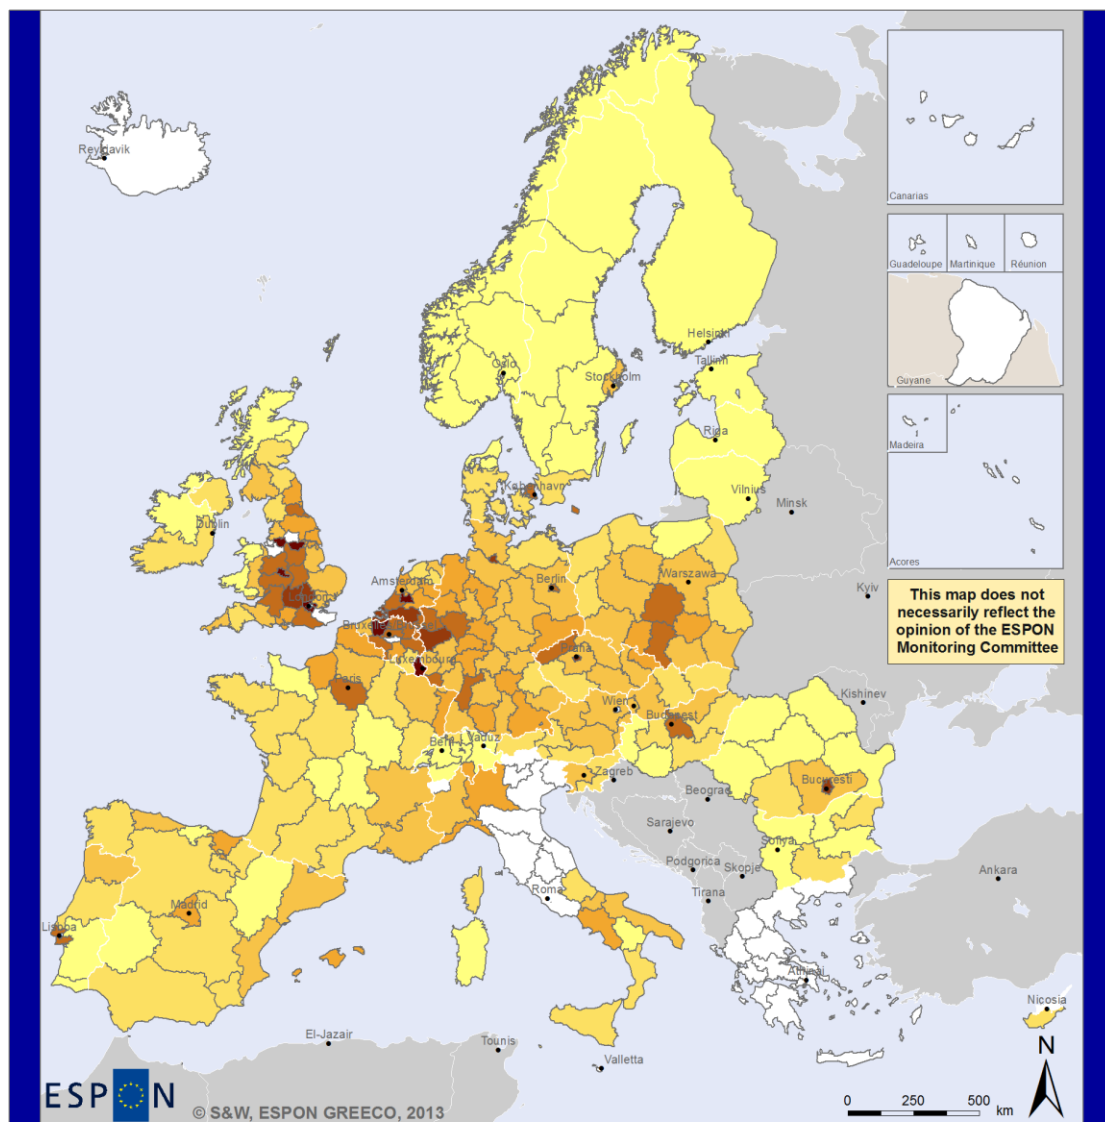 Reykjavik
Canarias
Guadeloupe
Martinique
Réunion
Guyane
Helsinki
Tallinn
Oslo
Stockholm
Riga
Madeira
Acores
København
Vilnius
Minsk
Dublin
Amsterdam
Berlin
Warszawa
London
Kyiv
This map does not
necessarily reflect the
opinion of the ESPON
Monitoring Committee
Luxembourg
Praha
Paris
Kishinev
Wien
Budapest
Bern
Vaduz
Zagreb
Bucuresti
Beograd
Sarajevo
Sofiya
Podgorica
Skopje
Roma
Tirana
Ankara
Madrid
Lisboa
Athinai
Nicosia
El-Jazair
Tounis
Valletta
N
ESPON
© S&W, ESPON GREECO, 2013
0 250 500
km